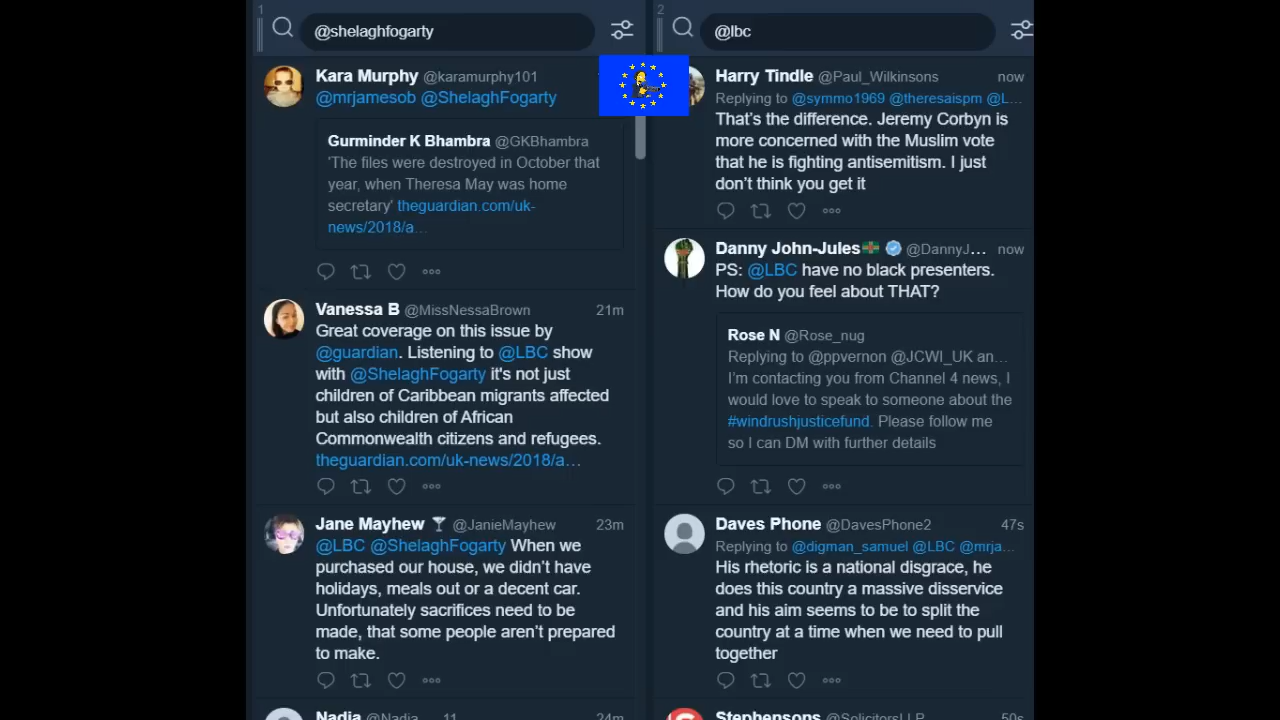 1
@shelaghfogarty
Kara Murphy @karamurphy101
@mrjamesob @ShelaghFogarty
Gurminder K Bhambra @GKBhambra
'The files were destroyed in October that
year, when Theresa May was home
secretary' theguardian.com/uk-
news/2018/a…
Vanessa B @MissNessaBrown 21m
Great coverage on this issue by
@guardian. Listening to @LBC show
with @ShelaghFogarty it's not just
children of Caribbean migrants affected
but also children of African
Commonwealth citizens and refugees.
theguardian.com/uk-news/2018/a…
Jane Mayhew @JanieMayhew 23m
@LBC @ShelaghFogarty When we
purchased our house, we didn't have
holidays, meals out or a decent car.
Unfortunately sacrifices need to be
made, that some people aren't prepared
to make.
Nadia @Nadia 11 24m
2
@lbc
Harry Tindle @Paul_Wilkinsons now
Replying to @symmo1969 @theresaispm @L…
That's the difference. Jeremy Corbyn is
more concerned with the Muslim vote
that he is fighting antisemitism. I just
don't think you get it
Danny John-Jules @DannyJ… now
PS: @LBC have no black presenters.
How do you feel about THAT?
Rose N @Rose_nug
Replying to @ppvernon @JCWI_UK an…
I'm contacting you from Channel 4 news, I
would love to speak to someone about the
#windrushjusticefund. Please follow me
so I can DM with further details
Daves Phone @DavesPhone2 47s
Replying to @digman_samuel @LBC @mrja…
His rhetoric is a national disgrace, he
does this country a massive disservice
and his aim seems to be to split the
country at a time when we need to pull
together
Stephensons @SolicitorsLLP 50s